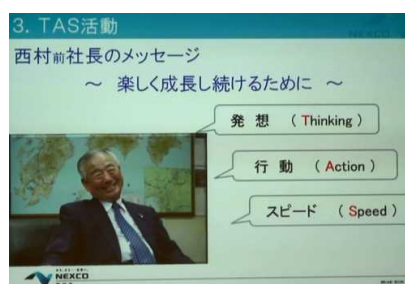 3. TAS活動
NEXCO
西村前社長のメッセージ
～ 楽しく成長し続けるために ～
発 想 （Thinking）
行 動 （Action）
スピード （Speed）
NEXCO